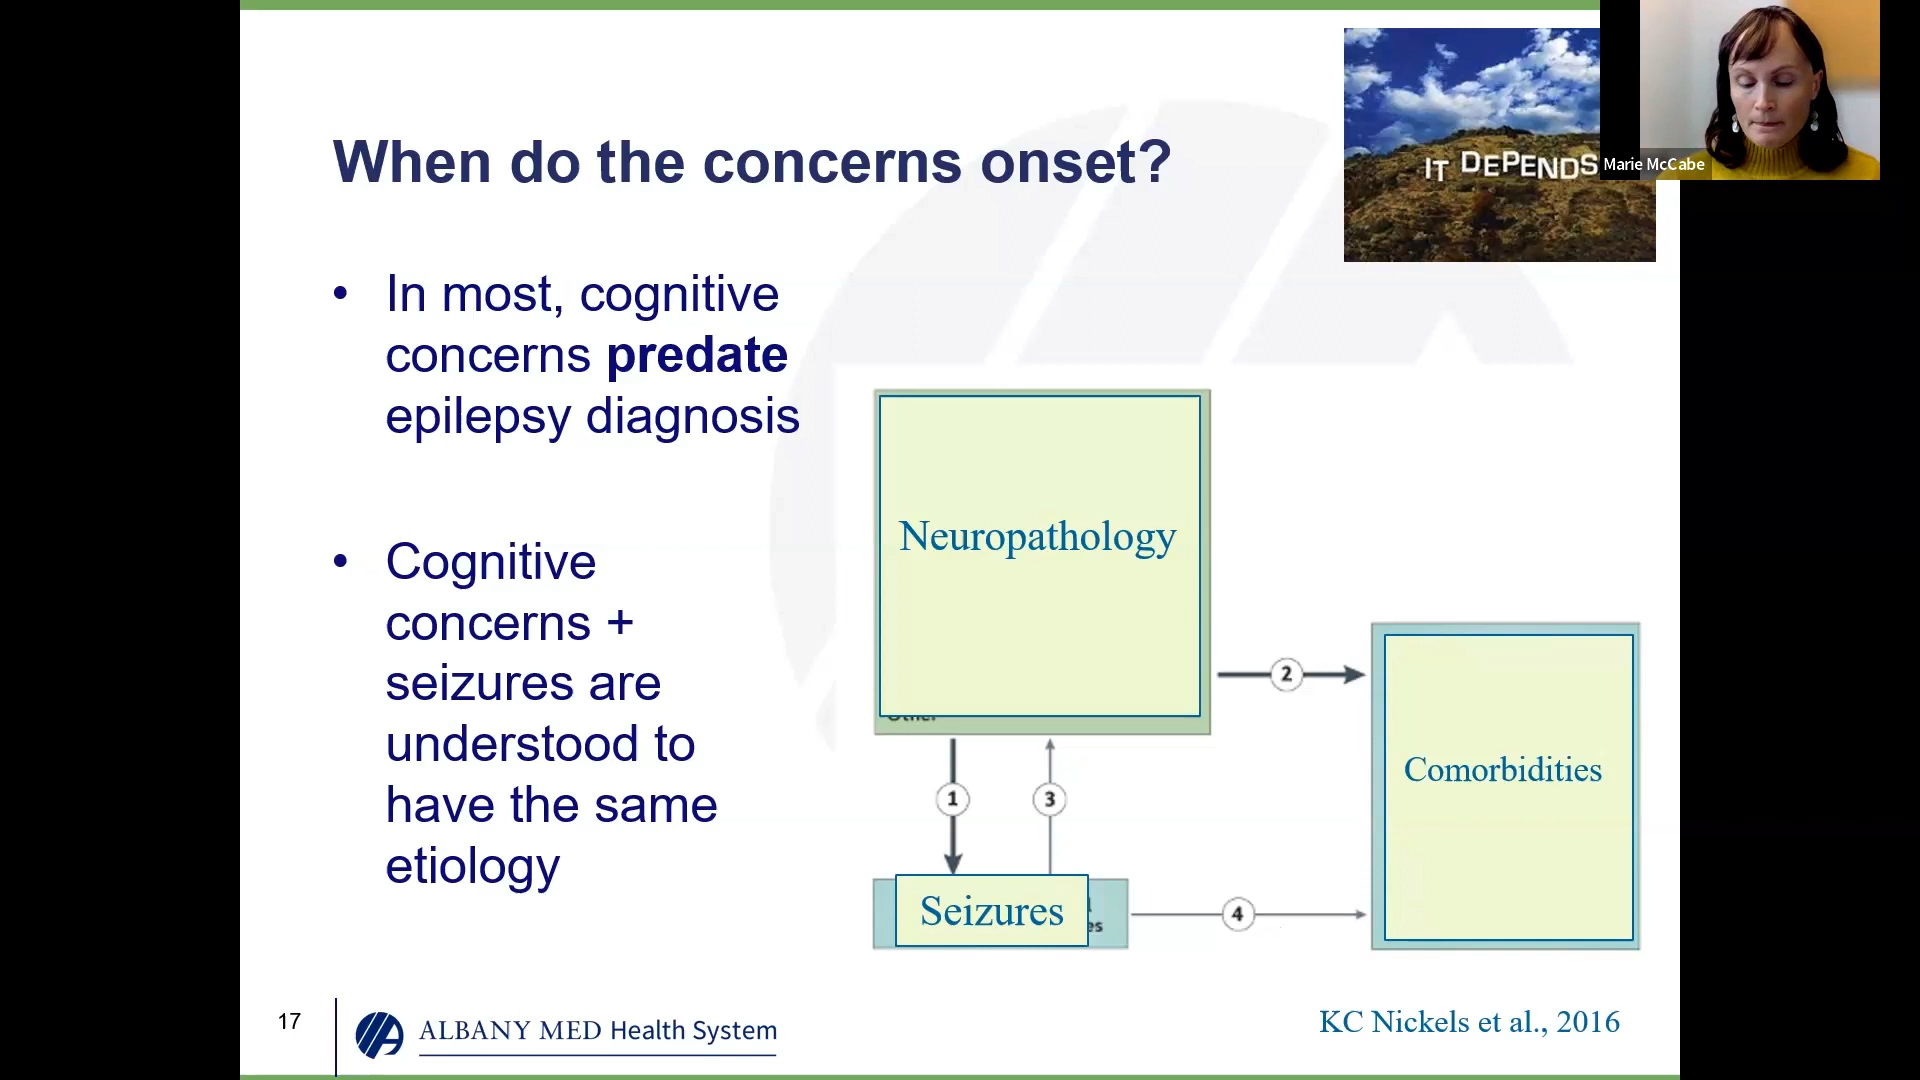 When do the concerns onset?
IT DEPENDS
Marie McCabe
• In most, cognitive
concerns predate
epilepsy diagnosis
• Cognitive
concerns +
seizures are
understood to
have the same
etiology
Neuropathology
2
Comorbidities
1
3
Seizures
es
4
17
ALBANY MED Health System
KC Nickels et al., 2016